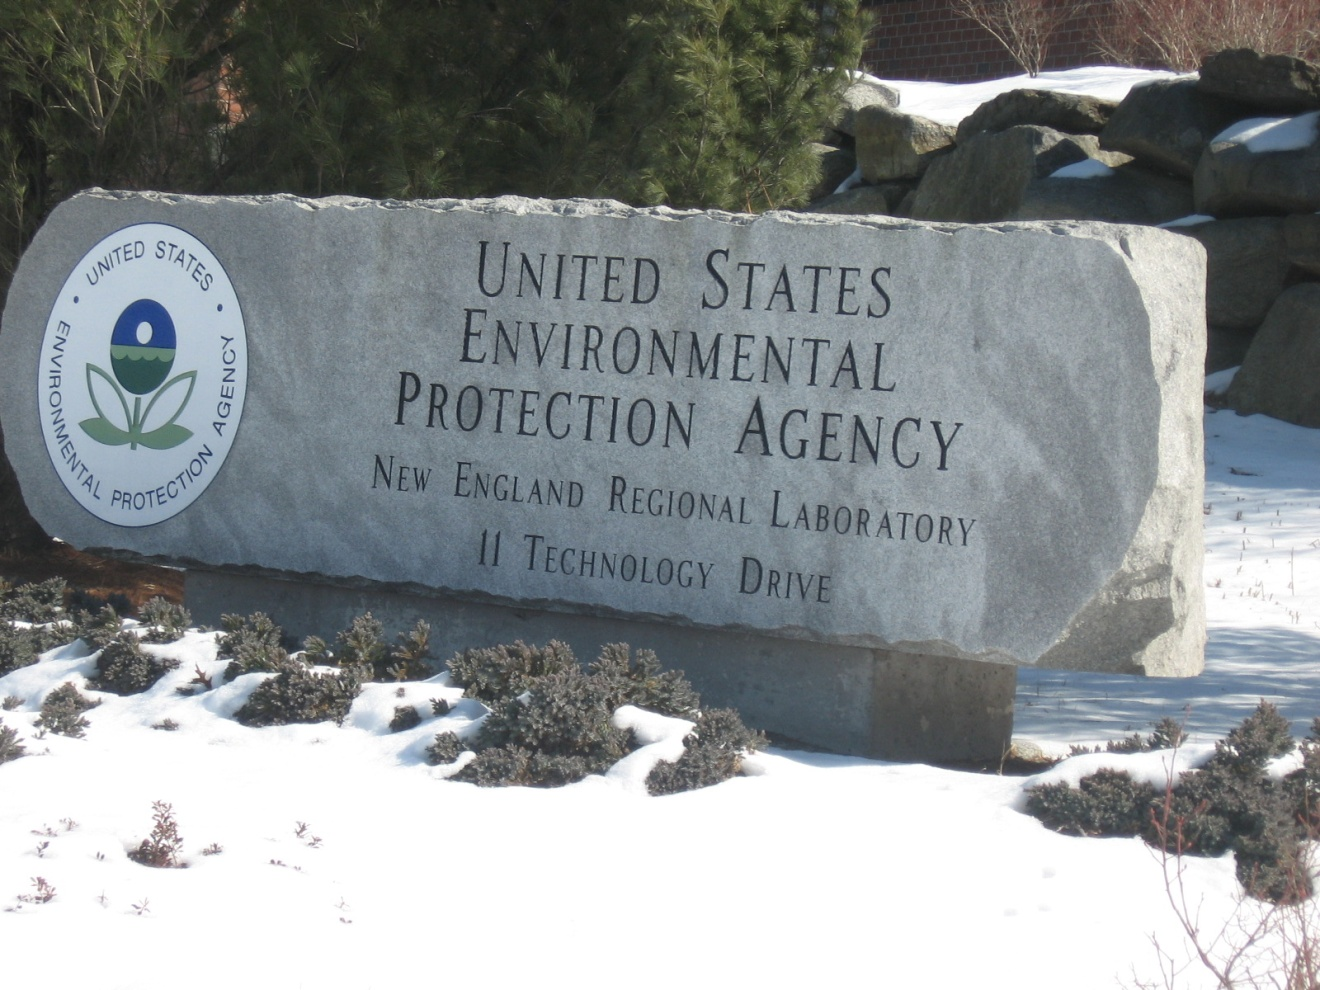 UNITED STATES
ENVIRONMENTAL PROTECTION AGENCY
UNITED STATES
ENVIRONMENTAL
PROTECTION AGENCY
NEW ENGLAND REGIONAL LABORATORY
11 TECHNOLOGY DRIVE